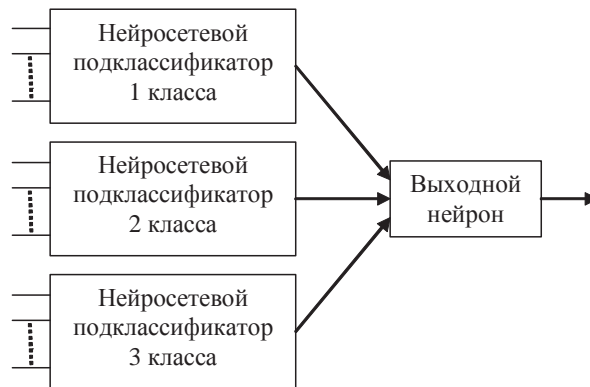 Нейросетевой
подклассификатор
1 класса
Нейросетевой
подклассификатор
2 класса
Выходной
нейрон
Нейросетевой
подклассификатор
3 класса